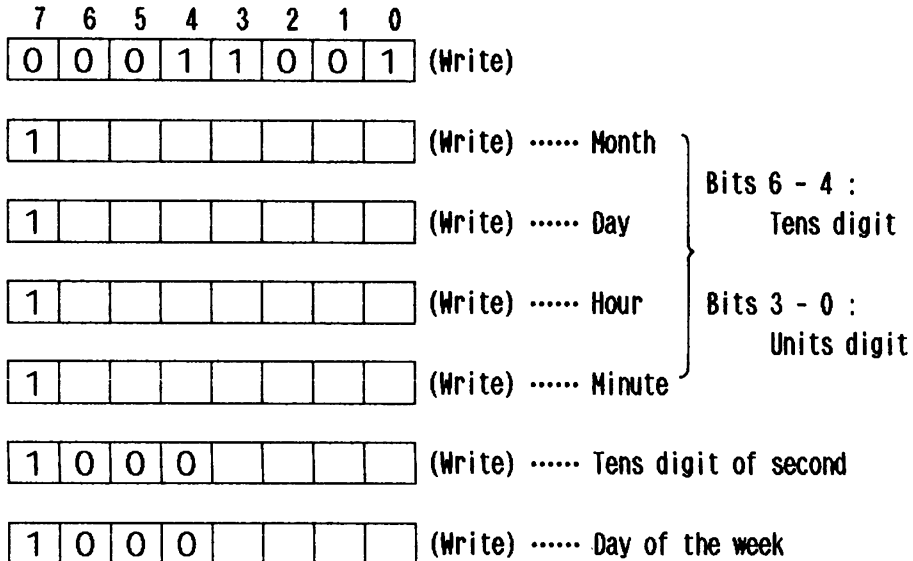 7 6 5 4 3 2 1 0
0 0 0 1 1 0 0 1 (Write)
1 (Write) ······ Month
Bits 6 - 4 :
Tens digit
1 (Write) ······ Day
1 (Write) ······ Hour
Bits 3 - 0 :
Units digit
1 (Write) ······ Minute
1 0 0 0 (Write) ······ Tens digit of second
1 0 0 0 (Write) ······ Day of the week